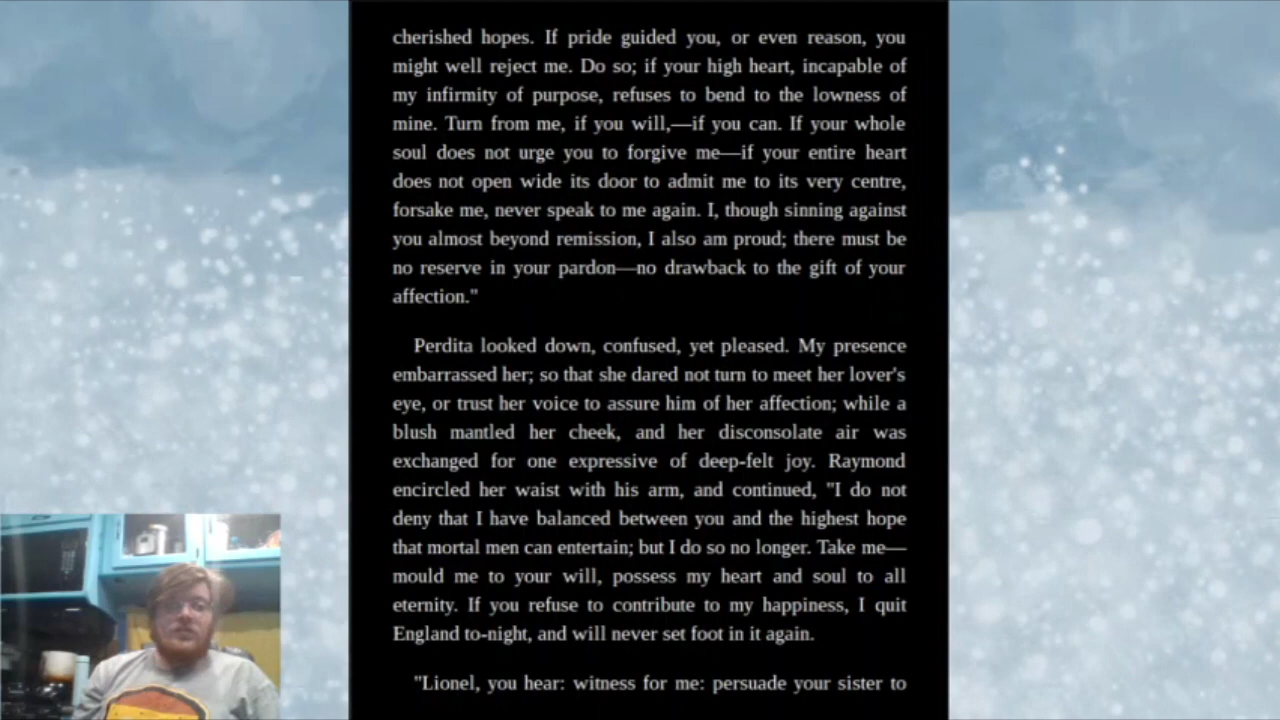 cherished hopes. If pride guided you, or even reason, you
might well reject me. Do so; if your high heart, incapable of
my infirmity of purpose, refuses to bend to the lowness of
mine. Turn from me, if you will,—if you can. If your whole
soul does not urge you to forgive me—if your entire heart
does not open wide its door to admit me to its very centre,
forsake me, never speak to me again. I, though sinning against
you almost beyond remission, I also am proud; there must be
no reserve in your pardon—no drawback to the gift of your
affection."
Perdita looked down, confused, yet pleased. My presence
embarrassed her; so that she dared not turn to meet her lover's
eye, or trust her voice to assure him of her affection; while a
blush mantled her cheek, and her disconsolate air was
exchanged for one expressive of deep-felt joy. Raymond
encircled her waist with his arm, and continued, "I do not
deny that I have balanced between you and the highest hope
that mortal men can entertain; but I do so no longer. Take me—
mould me to your will, possess my heart and soul to all
eternity. If you refuse to contribute to my happiness, I quit
England to-night, and will never set foot in it again.
"Lionel, you hear: witness for me: persuade your sister to